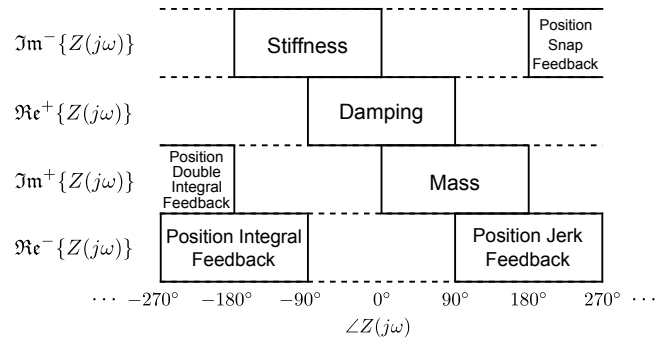 ℑ𝔪⁻{Z(jω)}
Stiffness
Position
Snap
Feedback
ℜ𝔢⁺{Z(jω)}
Damping
ℑ𝔪⁺{Z(jω)}
Position
Double
Integral
Feedback
Mass
ℜ𝔢⁻{Z(jω)}
Position Integral
Feedback
Position Jerk
Feedback
⋯ −270° −180° −90° 0° 90° 180° 270° ⋯
∠Z(jω)